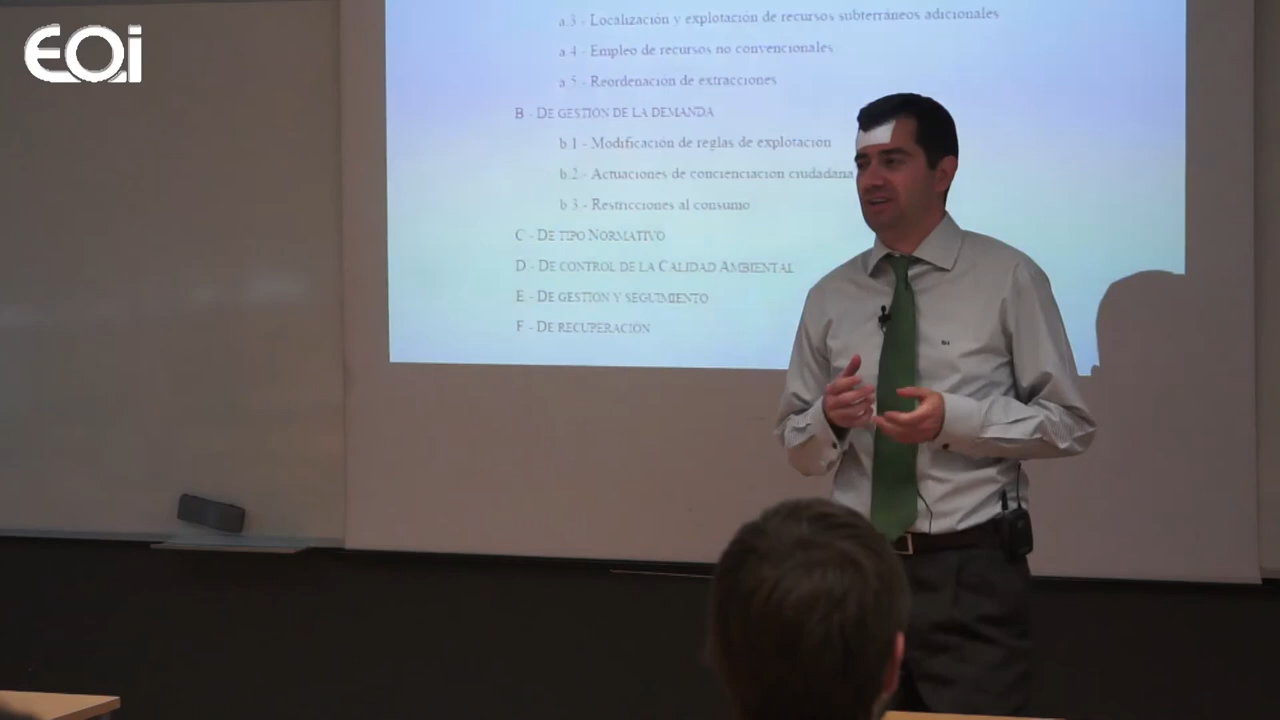 EOi
a.3 - Localización y explotación de recursos subterráneos adicionales
a.4 - Empleo de recursos no convencionales
a.5 - Reordenación de extracciones
B - DE GESTIÓN DE LA DEMANDA
b.1 - Modificación de reglas de explotación
b.2 - Actuaciones de concienciación ciudadana
b.3 - Restricciones al consumo
C - DE TIPO NORMATIVO
D - DE CONTROL DE LA CALIDAD AMBIENTAL
E - DE GESTIÓN Y SEGUIMIENTO
F - DE RECUPERACIÓN